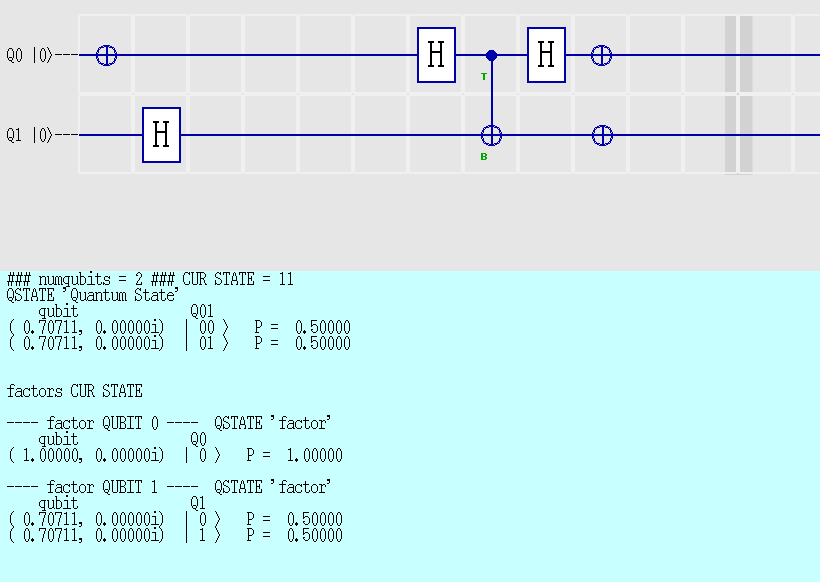 Q0 |0⟩---
H
H
T
Q1 |0⟩---
H
B
### numqubits = 2 ### CUR STATE = 11
QSTATE 'Quantum State'
qubit Q01
( 0.70711, 0.00000i) | 00 ⟩ P = 0.50000
( 0.70711, 0.00000i) | 01 ⟩ P = 0.50000
factors CUR STATE
---- factor QUBIT 0 ---- QSTATE 'factor'
qubit Q0
( 1.00000, 0.00000i) | 0 ⟩ P = 1.00000
---- factor QUBIT 1 ---- QSTATE 'factor'
qubit Q1
( 0.70711, 0.00000i) | 0 ⟩ P = 0.50000
( 0.70711, 0.00000i) | 1 ⟩ P = 0.50000